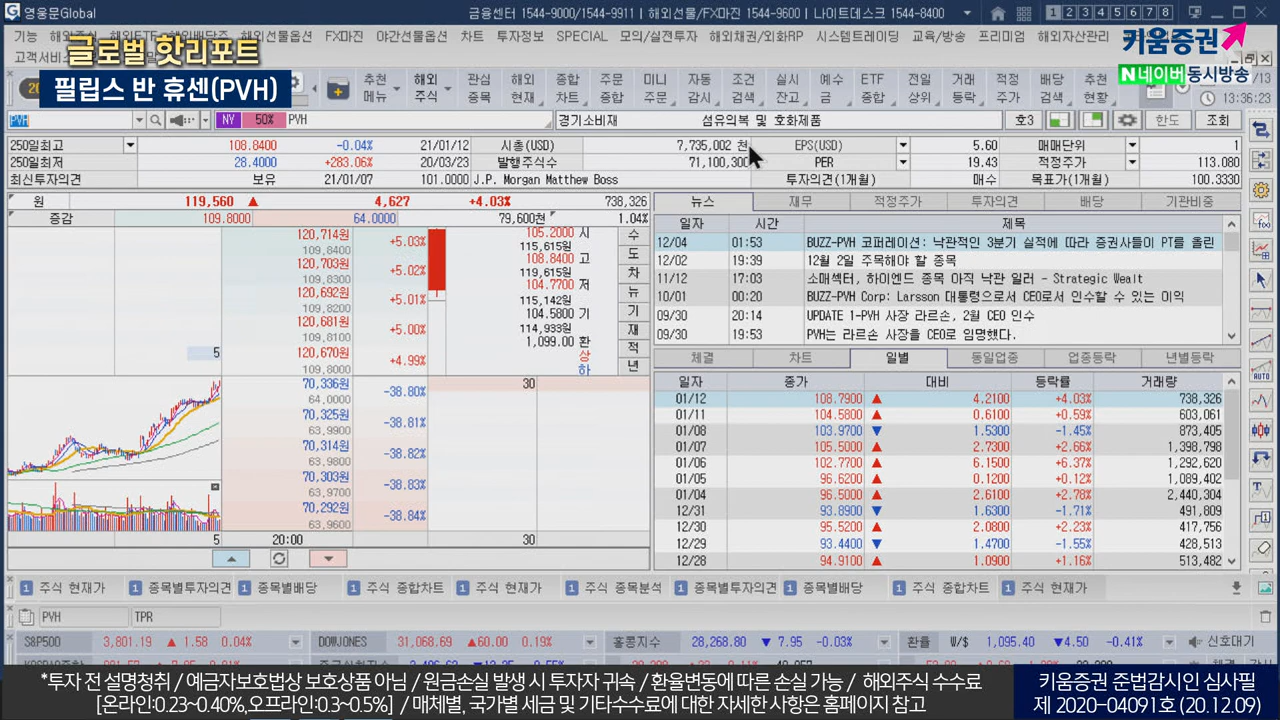 영웅문Global
금융센터 1544-9000/1544-9911 | 해외선물/FX마진 1544-9600 | 나이트데스크 1544-8400
1 2 3 4 5 6 7 8
FX마진 야간선물옵션 차트 투자정보 SPECIAL 모의/실전투자 해외채권/외화RP 시스템트레이딩 교육/방송 프리미엄 해외자산관리
글로벌 핫리포트
필립스 반 휴센(PVH)
키움증권
N네이버동시방송
추천 메뉴 해외 주식 관심 종목 해외 현재 종합 차트 주문 종합 미니 주문 자동 감시 조건 검색 실시 잔고 예수 금 ETF 종합 전일 상위 거래 등락 적정 주가 배당 검색 추천 현황
13:36:23
PVH NY 50% PVH 경기소비재 섬유의복 및 호화제품 호3 한도 조회
250일최고 108.8400 -0.04% 21/01/12 시총(USD) 7,735,002 천 EPS(USD) 5.60 매매단위 1
250일최저 28.4000 +283.06% 20/03/23 발행주식수 71,100,300 PER 19.43 적정주가 113.080
최신투자의견 보유 21/01/07 101.0000 J.P. Morgan Matthew Boss 투자의견(1개월) 매수 목표가(1개월) 100.3330
원 119,560 ▲ 4,627 +4.03% 738,326
증감 109.8000 64.0000 79,600천 1.04%
120,714원 109,8400 +5.03%
120,703원 109,8300 +5.02%
120,692원 109,8200 +5.01%
120,681원 109,8100 +5.00%
5 120,670원 109,8000 +4.99%
105.2000 시
115,615원
108.8400 고
119,615원
104.7700 저
115,142원
104.5800 기
114,933원
1,099.00 환
상
하
수
도
차
뉴
기
재
적
년
70,336원 64,0000 -38.80% 30
70,325원 63,9900 -38.81%
70,314원 63,9800 -38.82%
70,303원 63,9700 -38.83%
70,292원 63,9600 -38.84%
5 20:00 30
뉴스 재무 적정주가 투자의견 배당 기관비중
일자 시간 제목
12/04 01:53 BUZZ-PVH 코퍼레이션: 낙관적인 3분기 실적에 따라 증권사들이 PT를 올린
12/02 19:39 12월 2일 주목해야 할 종목
11/12 17:03 소매섹터, 하이엔드 종목 아직 낙관 일러 - Strategic Wealt
10/01 00:20 BUZZ-PVH Corp: Larsson 대통령으로서 CEO로서 인수할 수 있는 이익
09/30 20:14 UPDATE 1-PVH 사장 라르손, 2월 CEO 인수
09/30 19:53 PVH는 라르손 사장을 CEO로 임명했다.
체결 차트 일별 동일업종 업종등락 년별등락
일자 종가 대비 등락률 거래량
01/12 108.7900 ▲ 4.2100 +4.03% 738,326
01/11 104.5800 ▲ 0.6100 +0.59% 603,061
01/08 103.9700 ▼ 1.5300 -1.45% 873,405
01/07 105.5000 ▲ 2.7300 +2.66% 1,398,798
01/06 102.7700 ▲ 6.1500 +6.37% 1,292,620
01/05 96.6200 ▲ 0.1200 +0.12% 1,089,402
01/04 96.5000 ▲ 2.6100 +2.78% 2,440,304
12/31 93.8900 ▼ 1.6300 -1.71% 491,809
12/30 95.5200 ▲ 2.0800 +2.23% 417,756
12/29 93.4400 ▼ 1.4700 -1.55% 428,513
12/28 94.9100 ▲ 1.0900 +1.16% 513,482
AUTO
1 주식 현재가 1 종목별투자의견 1 종목별배당 1 주식 종합차트 1 주식 현재가 1 주식 종목분석 1 종목별투자의견 1 종목별배당 1 주식 종합차트 1 주식 현재가
PVH TPR
S&P500 3,801.19 ▲ 1.58 0.04% DOWJONES 31,068.69 ▲60.00 0.19% 홍콩지수 28,268.80 ▼ 7.95 -0.03% 환율 W/$ 1,095.40 ▼4.50 -0.41% 신호대기
*투자 전 설명청취 / 예금자보호법상 보호상품 아님 / 원금손실 발생 시 투자자 귀속 / 환율변동에 따른 손실 가능 / 해외주식 수수료
[온라인:0.23~0.40%,오프라인:0.3~0.5%] / 매체별, 국가별 세금 및 기타수수료에 대한 자세한 사항은 홈페이지 참고
키움증권 준법감시인 심사필
제 2020-04091호 (20.12.09)